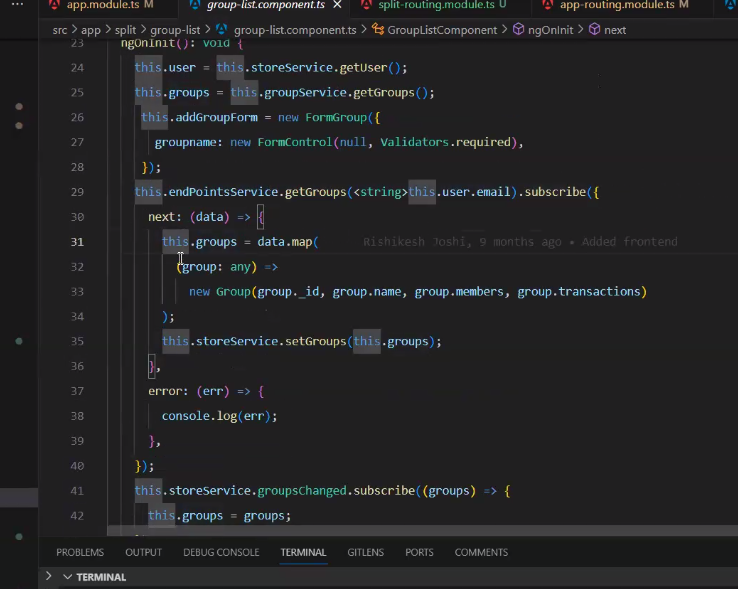 app.module.ts M group-list.component.ts split-routing.module.ts U app-routing.module.ts M
src > app > split > group-list > group-list.component.ts > GroupListComponent > ngOnInit > next
23 ngOnInit(): void {
24 this.user = this.storeService.getUser();
25 this.groups = this.groupService.getGroups();
26 this.addGroupForm = new FormGroup({
27 groupname: new FormControl(null, Validators.required),
28 });
29 this.endPointsService.getGroups(<string>this.user.email).subscribe({
30 next: (data) => {
31 this.groups = data.map( Rishikesh Joshi, 9 months ago • Added frontend
32 (group: any) =>
33 new Group(group._id, group.name, group.members, group.transactions)
34 );
35 this.storeService.setGroups(this.groups);
36 },
37 error: (err) => {
38 console.log(err);
39 },
40 });
41 this.storeService.groupsChanged.subscribe((groups) => {
42 this.groups = groups;
PROBLEMS OUTPUT DEBUG CONSOLE TERMINAL GITLENS PORTS COMMENTS
TERMINAL